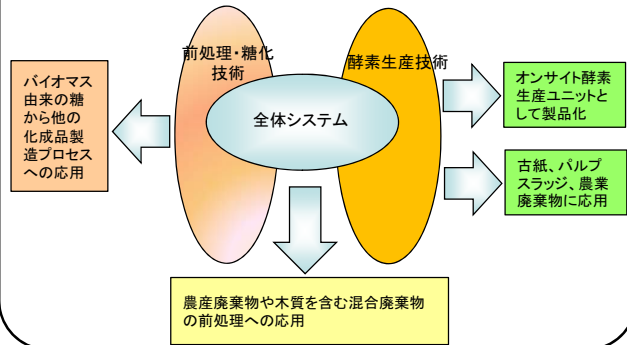 前処理・糖化
技術
酵素生産技術
全体システム
バイオマス
由来の糖
から他の
化成品製
造プロセス
への応用
オンサイト酵素
生産ユニットと
して製品化
古紙、パルプ
スラッジ、農業
廃棄物に応用
農産廃棄物や木質を含む混合廃棄物
の前処理への応用